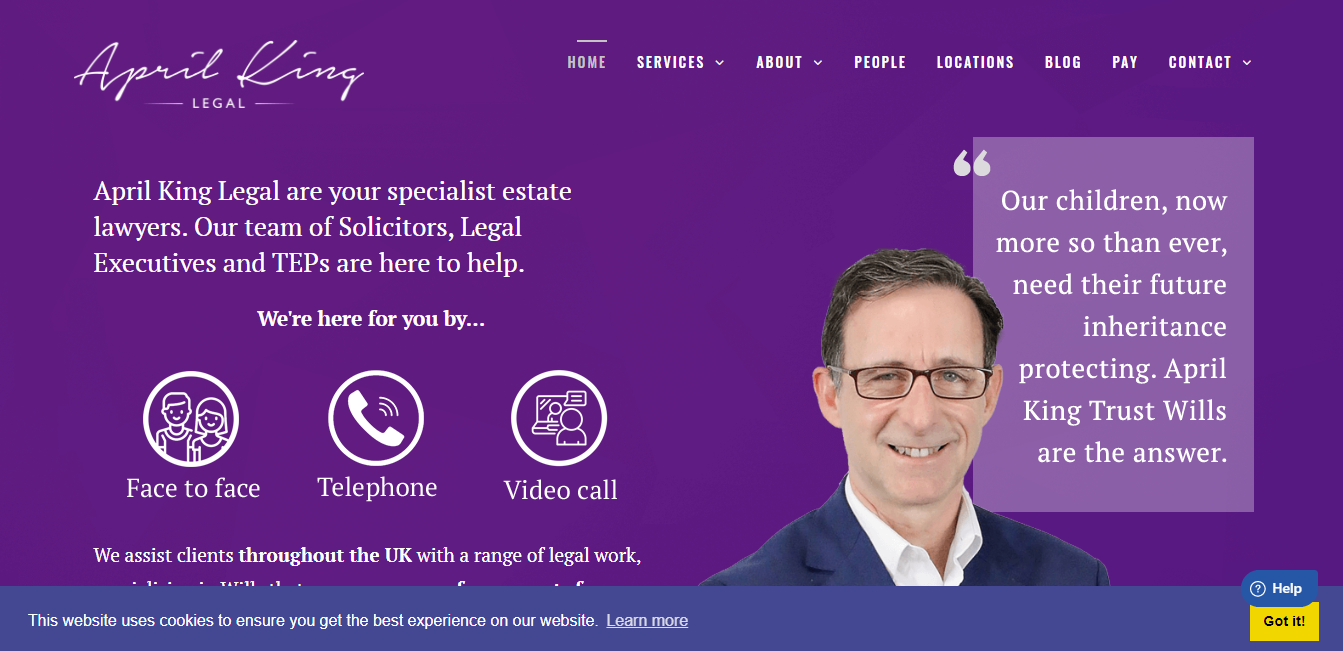 April King
LEGAL
HOME SERVICES ABOUT PEOPLE LOCATIONS BLOG PAY CONTACT
April King Legal are your specialist estate
lawyers. Our team of Solicitors, Legal
Executives and TEPs are here to help.
We're here for you by...
Face to face
Telephone
Video call
We assist clients throughout the UK with a range of legal work,
“
Our children, now
more so than ever,
need their future
inheritance
protecting. April
King Trust Wills
are the answer.
This website uses cookies to ensure you get the best experience on our website. Learn more
? Help
Got it!